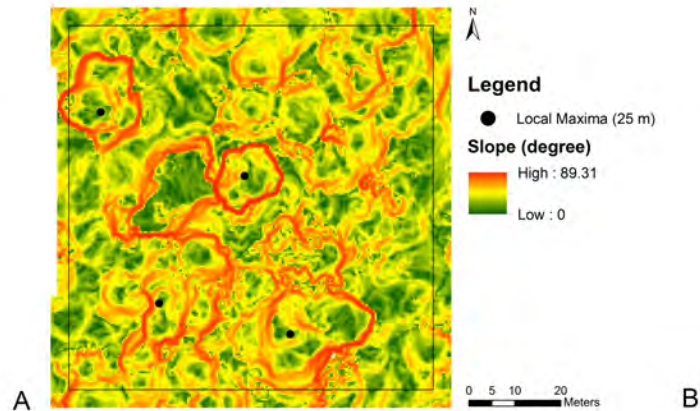 N
Legend
Local Maxima (25 m)
Slope (degree)
High : 89.31
Low : 0
0 5 10 20
Meters
A
B